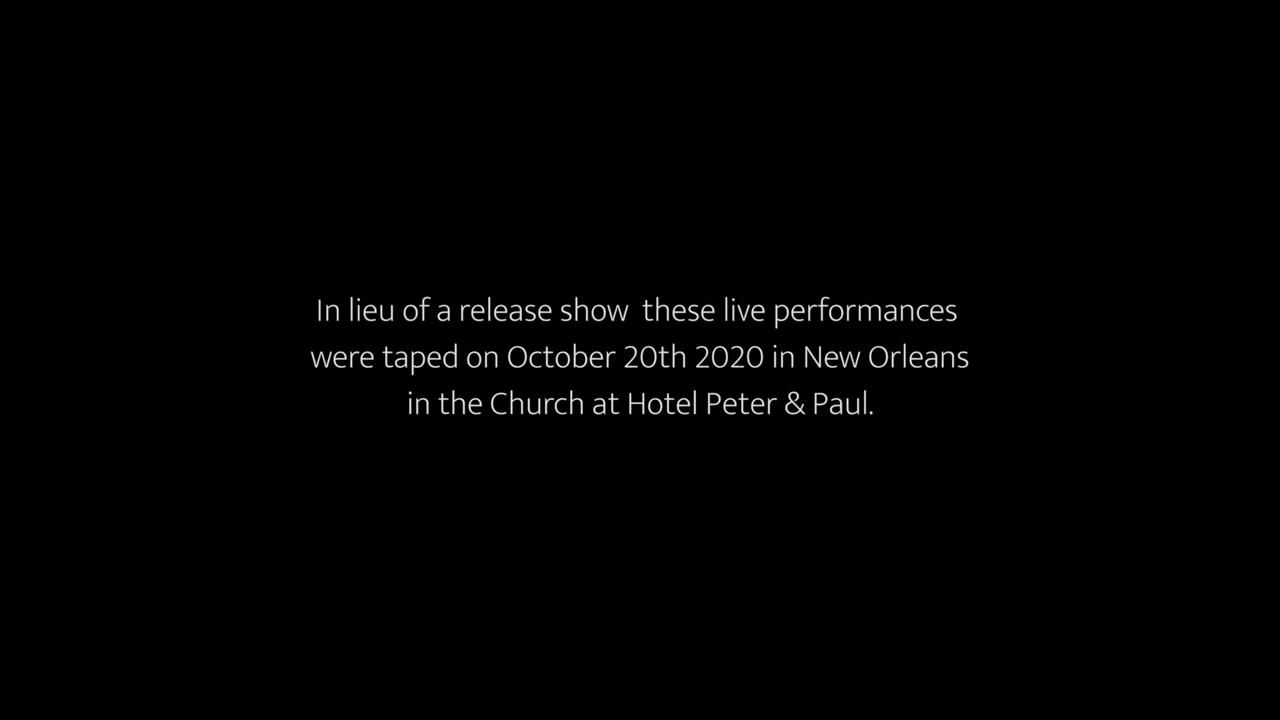 In lieu of a release show  these live performances
were taped on October 20th 2020 in New Orleans
in the Church at Hotel Peter & Paul.